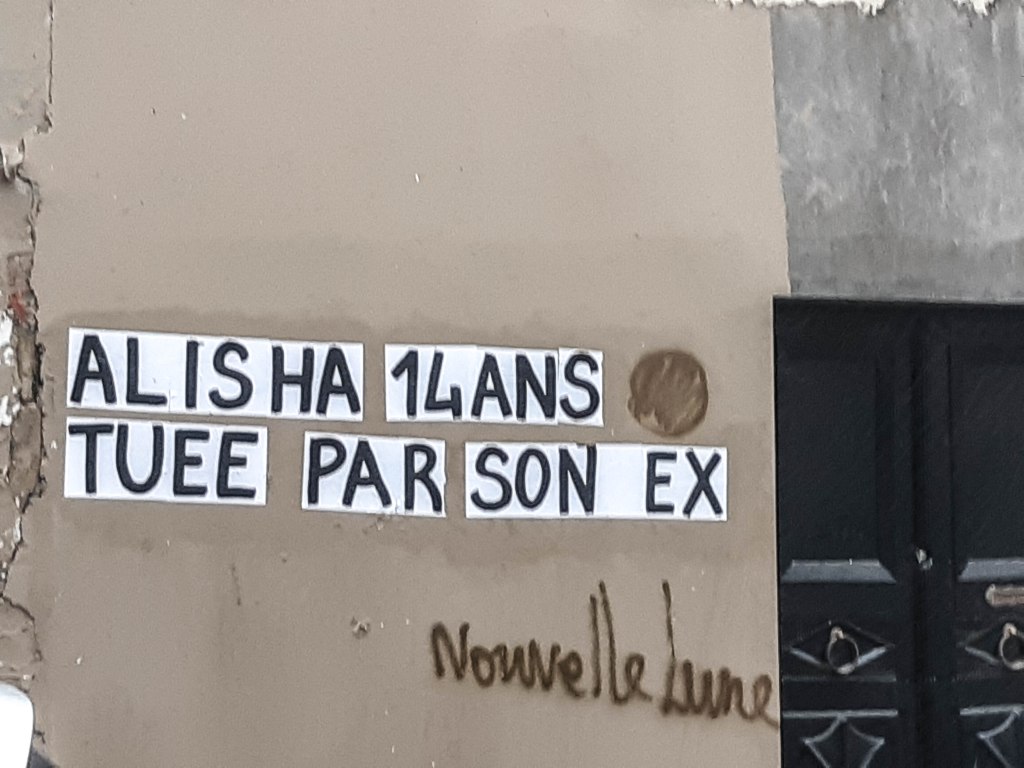 ALISHA 14ANS
TUEE PAR SON EX
Nouvelle Lune